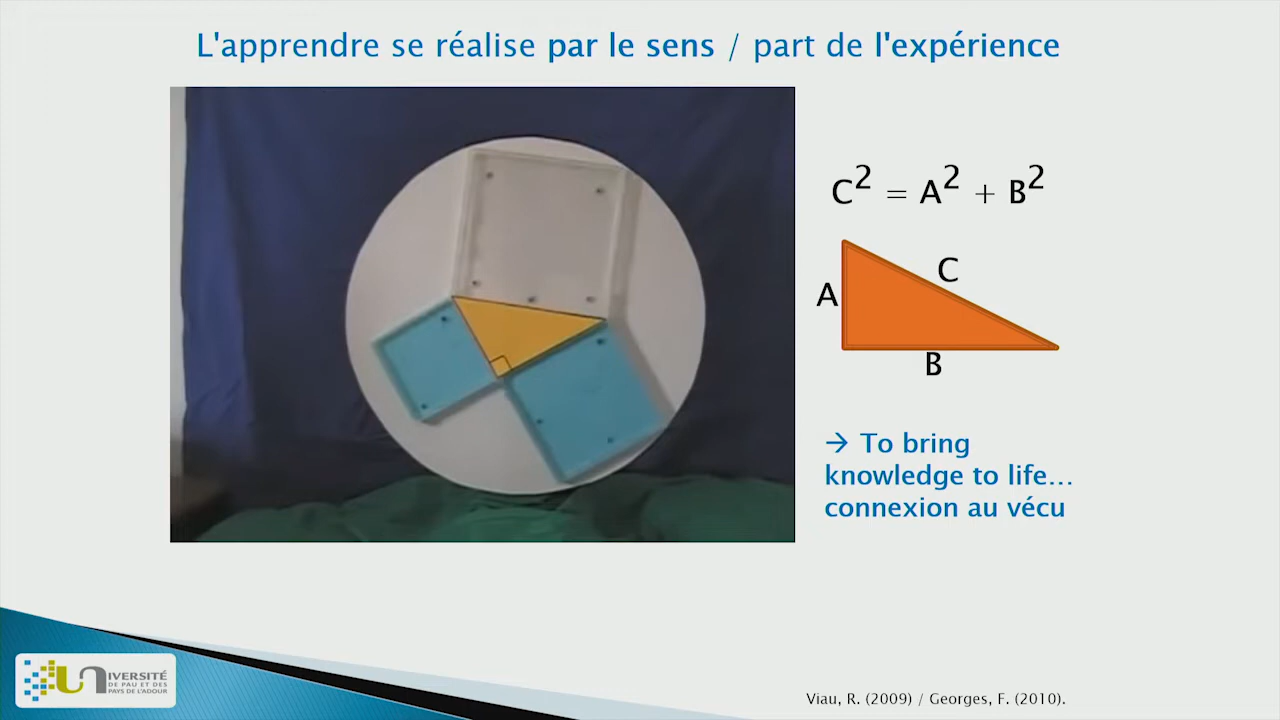 L'apprendre se réalise par le sens / part de l'expérience
C² = A² + B²
A
C
B
→ To bring
knowledge to life...
connexion au vécu
UNIVERSITÉ
DE PAU ET DES
PAYS DE L'ADOUR
Viau, R. (2009) / Georges, F. (2010).